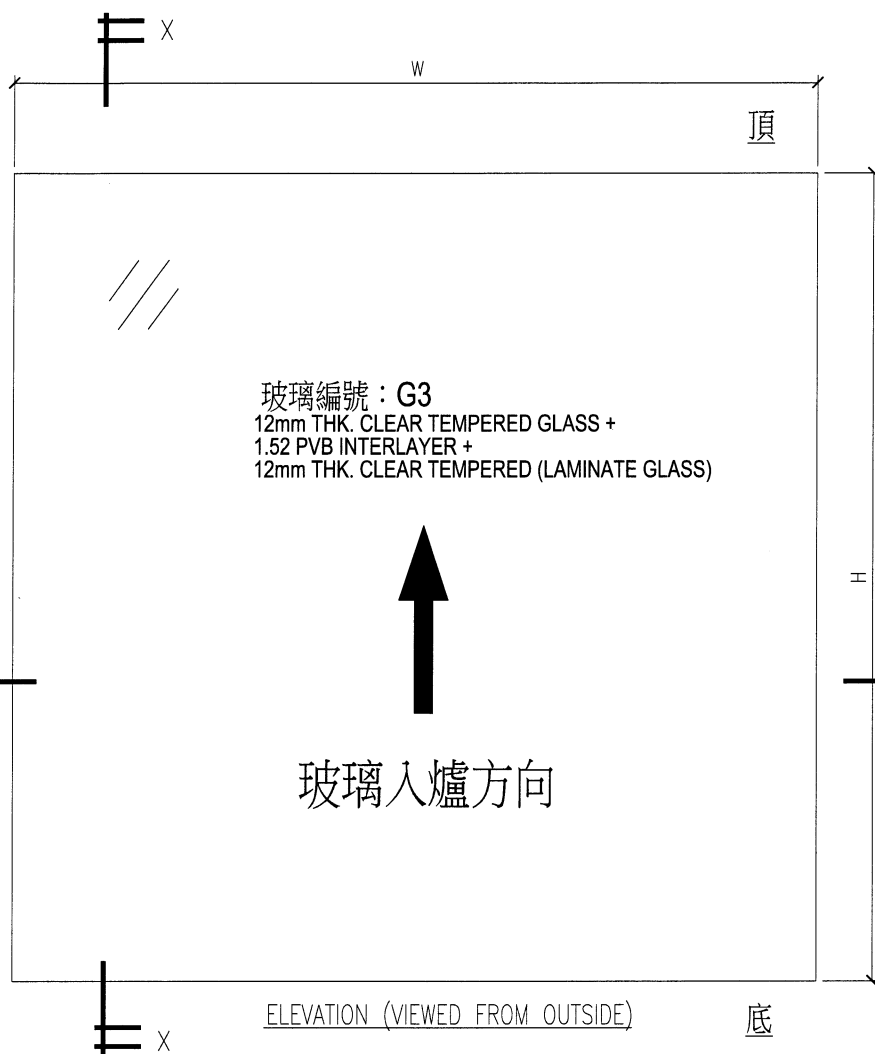 X
W
頂
玻璃編號：G3
12mm THK. CLEAR TEMPERED GLASS +
1.52 PVB INTERLAYER +
12mm THK. CLEAR TEMPERED (LAMINATE GLASS)
H
玻璃入爐方向
ELEVATION (VIEWED FROM OUTSIDE)
底
X